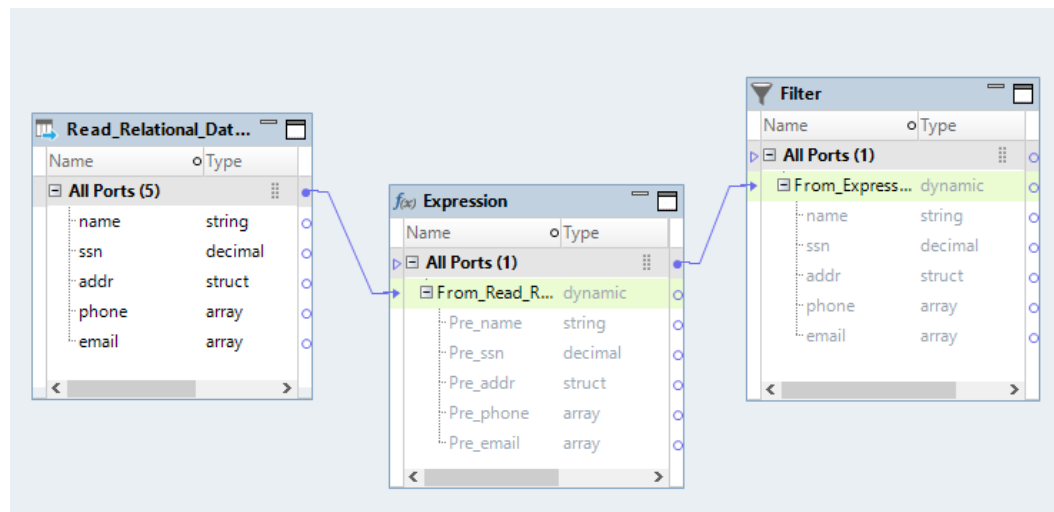 Read_Relational_Dat...
Name Type
All Ports (5)
name string
ssn decimal
addr struct
phone array
email array
f(x) Expression
Name Type
All Ports (1)
From_Read_R... dynamic
Pre_name string
Pre_ssn decimal
Pre_addr struct
Pre_phone array
Pre_email array
Filter
Name Type
All Ports (1)
From_Express... dynamic
name string
ssn decimal
addr struct
phone array
email array